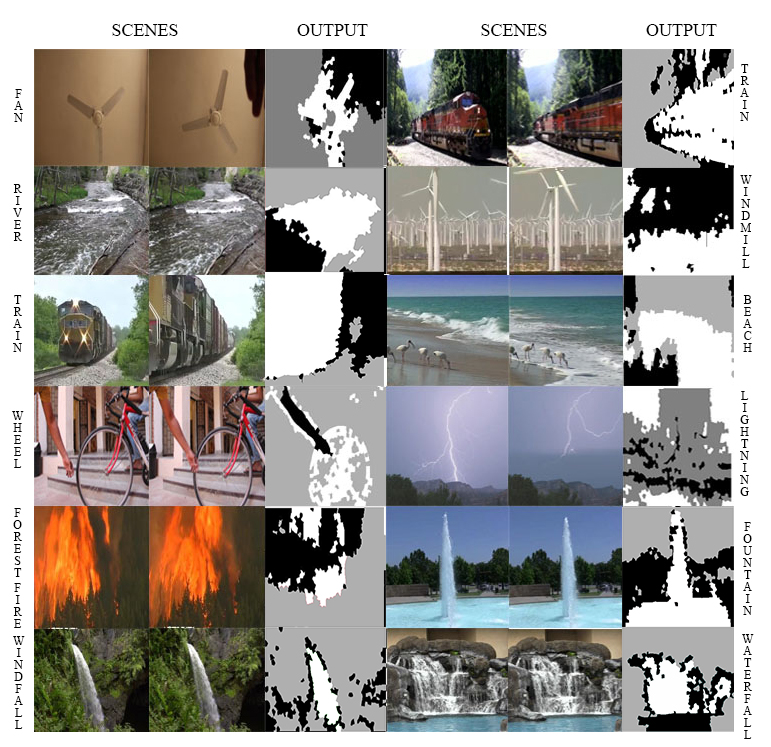 SCENES OUTPUT SCENES OUTPUT
FAN
TRAIN
RIVER
WINDMILL
TRAIN
BEACH
WHEEL
LIGHTNING
FOREST FIRE
FOUNTAIN
WINDFALL
WATERFALL